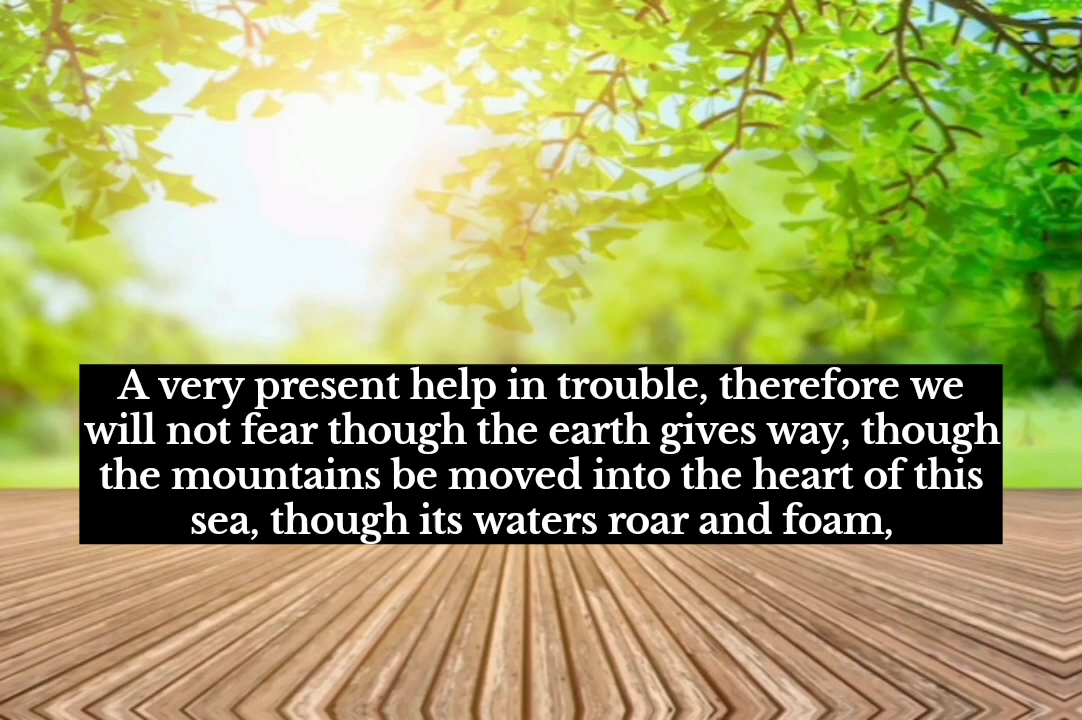 A very present help in trouble, therefore we
will not fear though the earth gives way, though
the mountains be moved into the heart of this
sea, though its waters roar and foam,